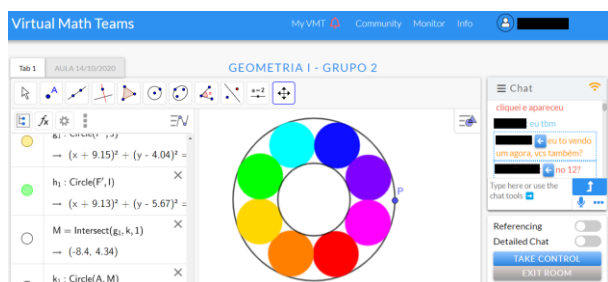 Virtual Math Teams
My VMT Community Monitor Info
Tab 1 AULA 14/10/2020
GEOMETRIA I - GRUPO 2
a=2
Chat
cliquei e apareceu
eu tbm
eu to vendo
um agora, vcs também?
no 12?
Type here or use the
chat tools
Referencing
Detailed Chat
TAKE CONTROL
EXIT ROOM
→ (x + 9.15)² + (y − 4.04)² =
h₁ : Circle(F', I)
→ (x + 9.13)² + (y − 5.67)² =
M = Intersect(g₁, k, 1)
→ (-8.4, 4.34)
k₁ : Circle(A, M)
P